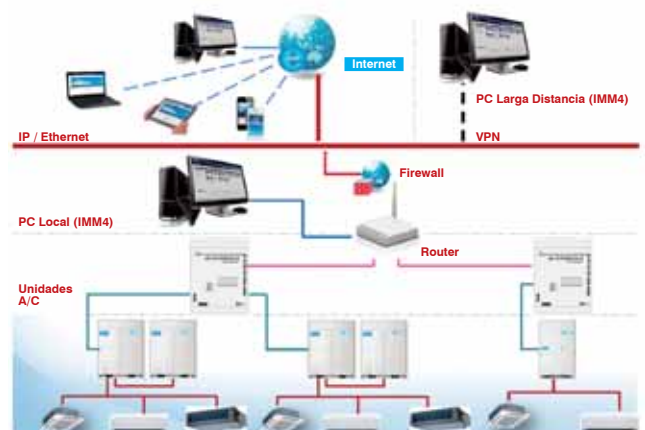 Internet
PC Larga Distancia (IMM4)
IP / Ethernet
VPN
Firewall
PC Local (IMM4)
Router
Unidades
A/C